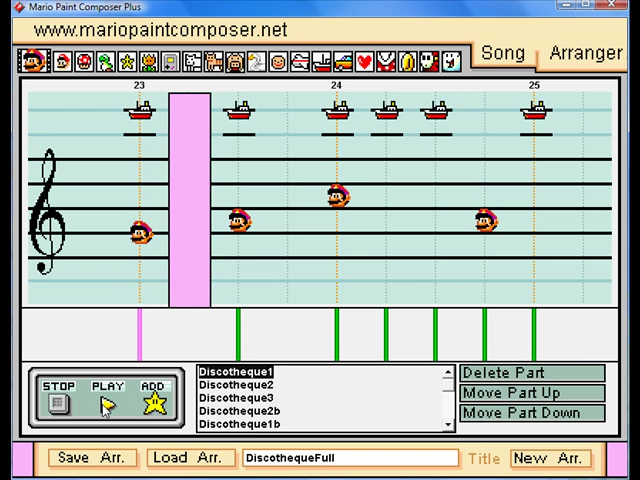 Mario Paint Composer Plus
www.mariopaintcomposer.net
Song
Arranger
23
24
25
STOP
PLAY
ADD
Discotheque1
Discotheque2
Discotheque3
Discotheque2b
Discotheque1b
Delete Part
Move Part Up
Move Part Down
Save Arr.
Load Arr.
DiscothequeFull
Title
New Arr.